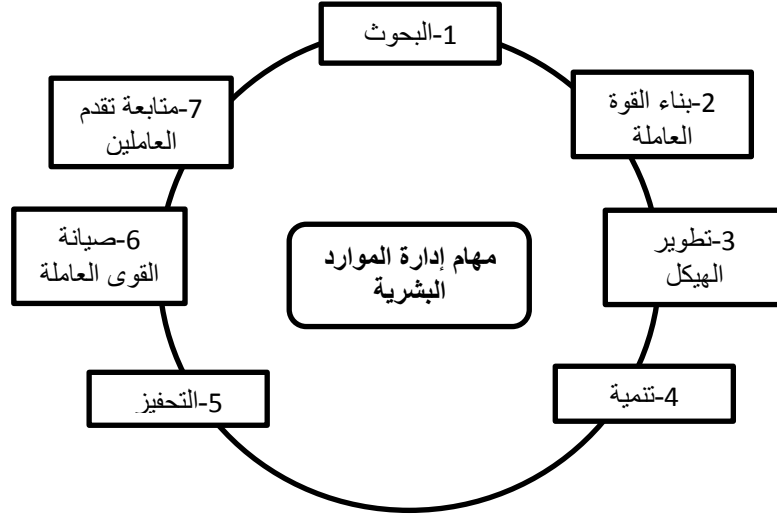 1-البحوث
2-بناء القوة
العاملة
3-تطوير
الهيكل
4-تنمية
5-التحفيز
6-صيانة
القوى العاملة
7-متابعة تقدم
العاملين
مهام إدارة الموارد
البشرية